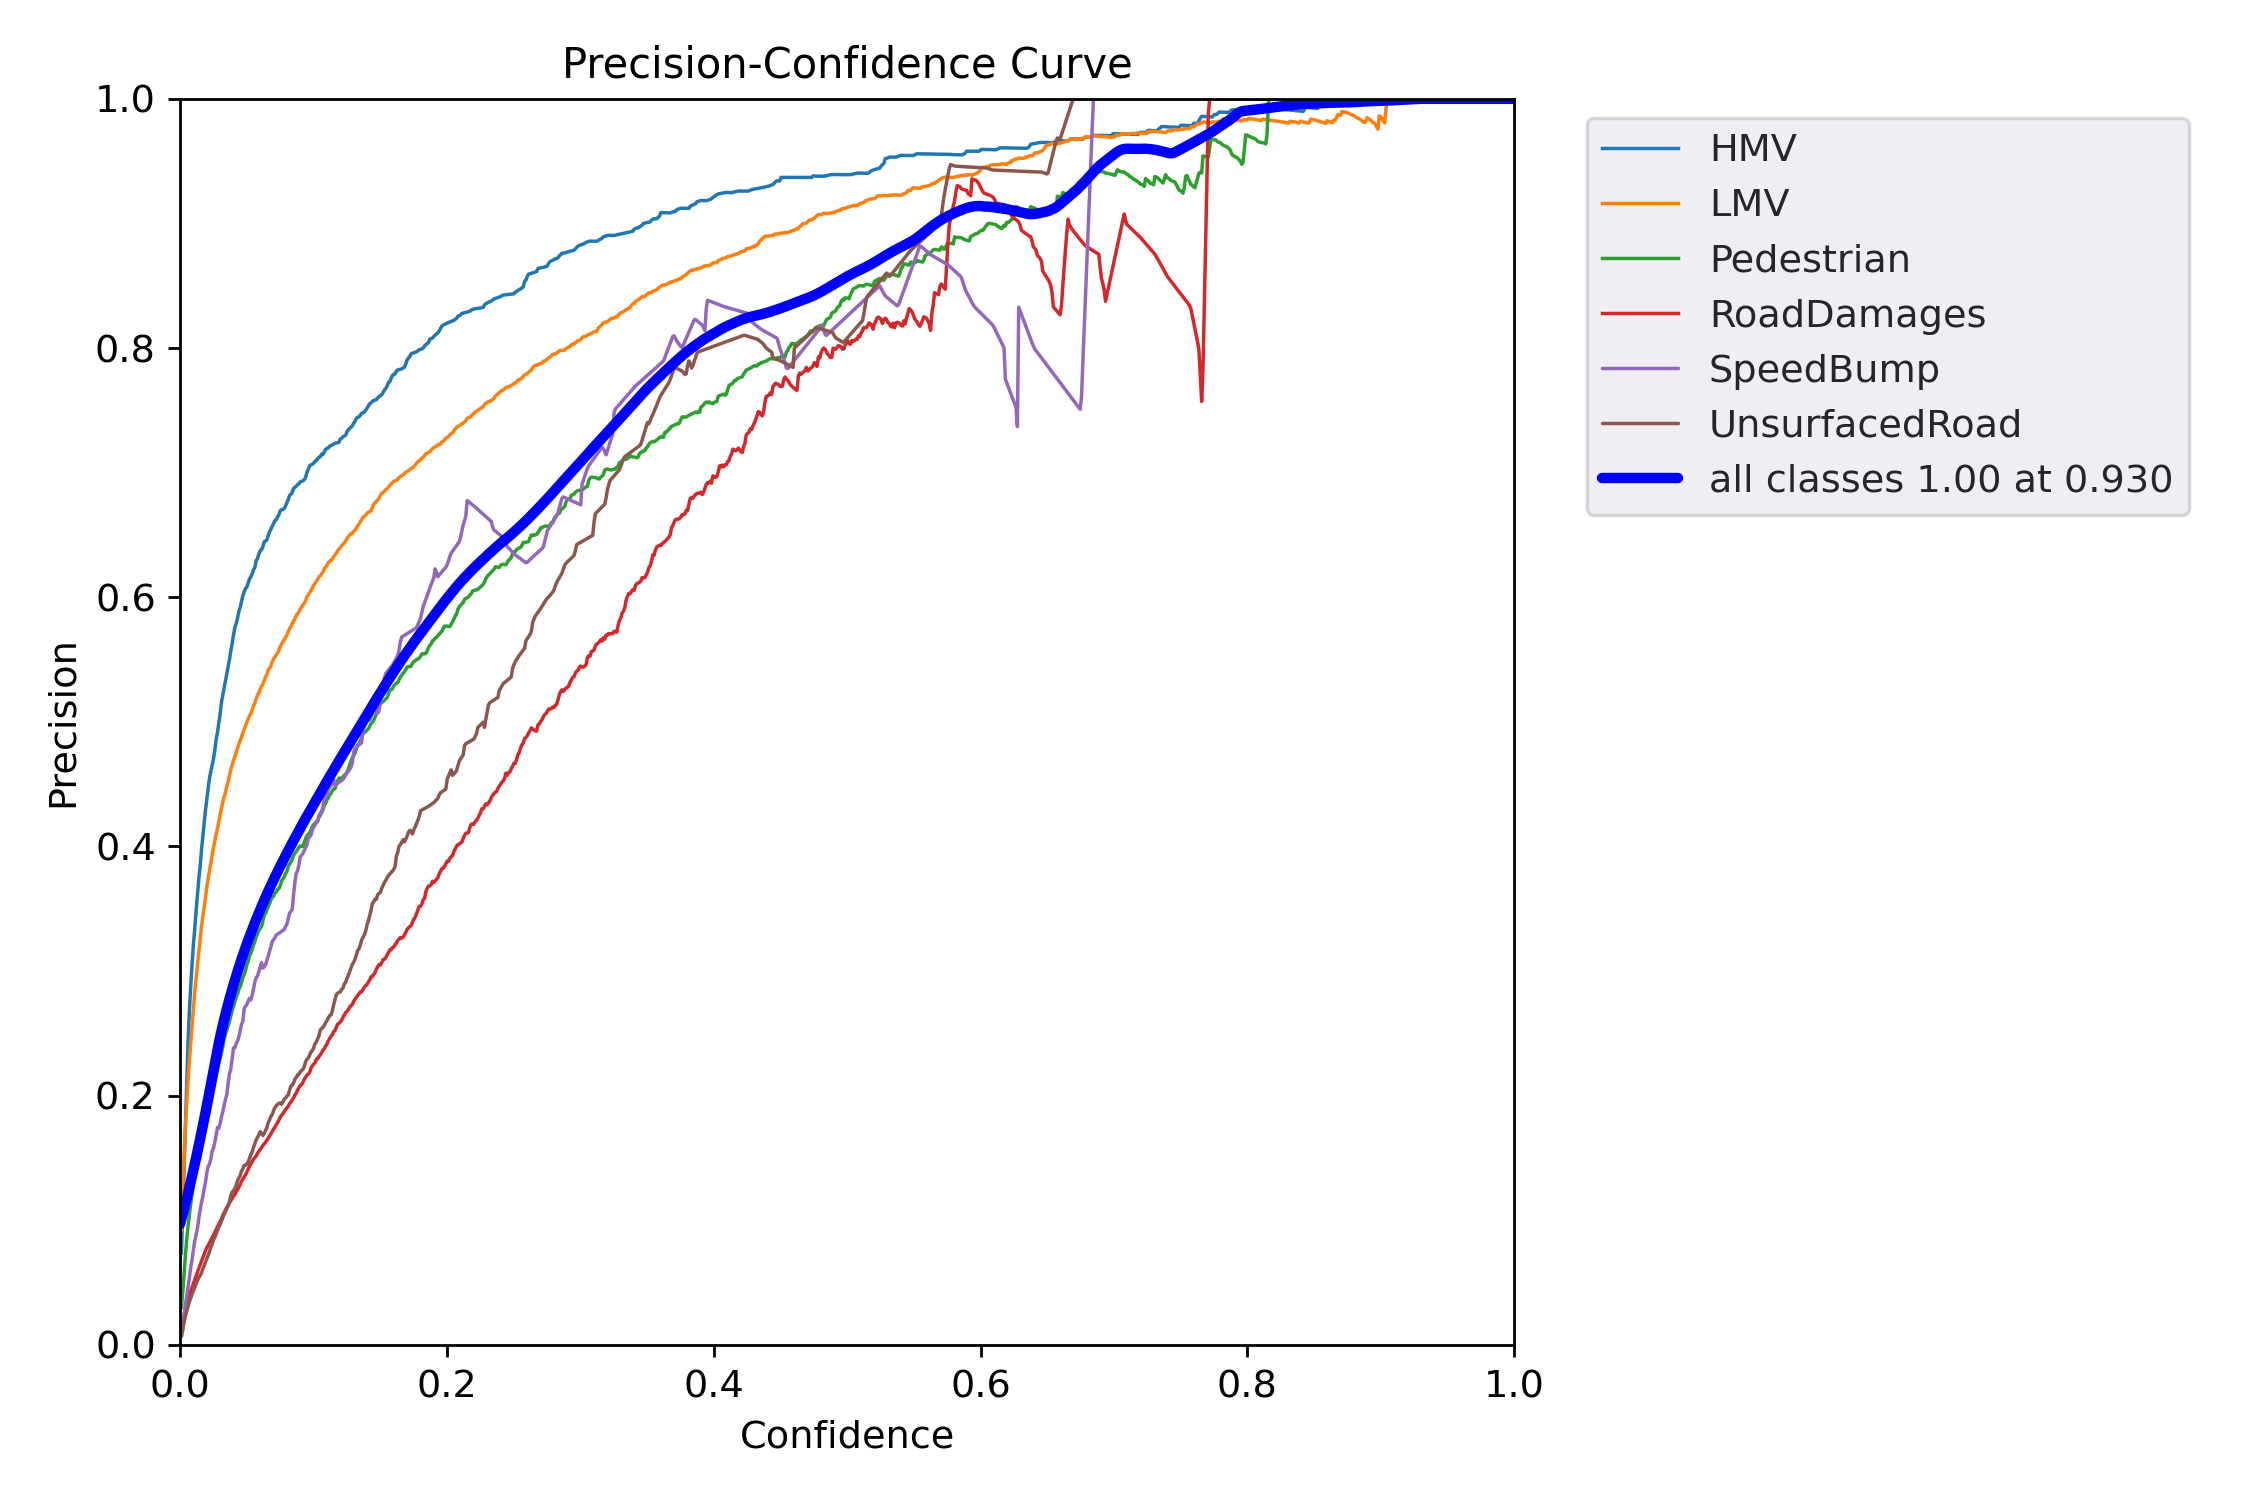 Precision-Confidence Curve
1.0
0.8
0.6
0.4
0.2
0.0
Precision
0.0 0.2 0.4 0.6 0.8 1.0
Confidence
HMV
LMV
Pedestrian
RoadDamages
SpeedBump
UnsurfacedRoad
all classes 1.00 at 0.930